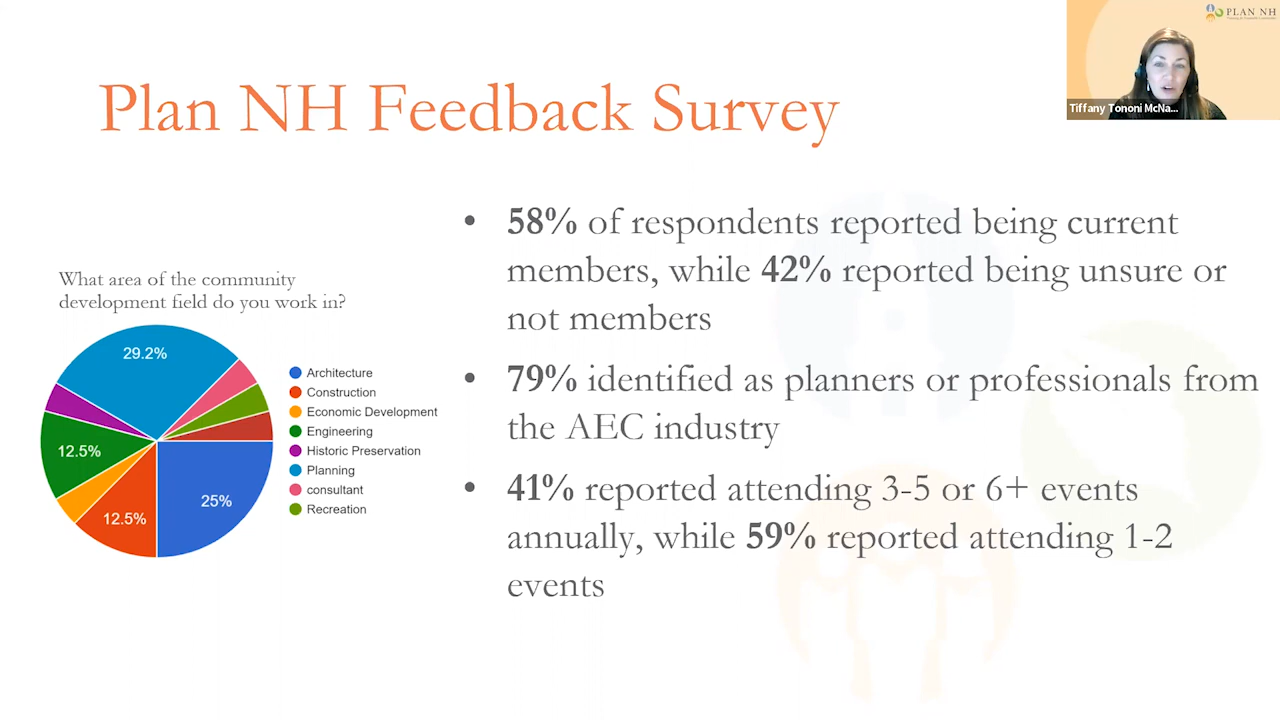 PLAN NH
Tiffany Tononi McNa...
Plan NH Feedback Survey
• 58% of respondents reported being current
members, while 42% reported being unsure or
not members
• 79% identified as planners or professionals from
the AEC industry
• 41% reported attending 3-5 or 6+ events
annually, while 59% reported attending 1-2
events
What area of the community
development field do you work in?
29.2%
12.5%
12.5%
25%
Architecture
Construction
Economic Development
Engineering
Historic Preservation
Planning
consultant
Recreation